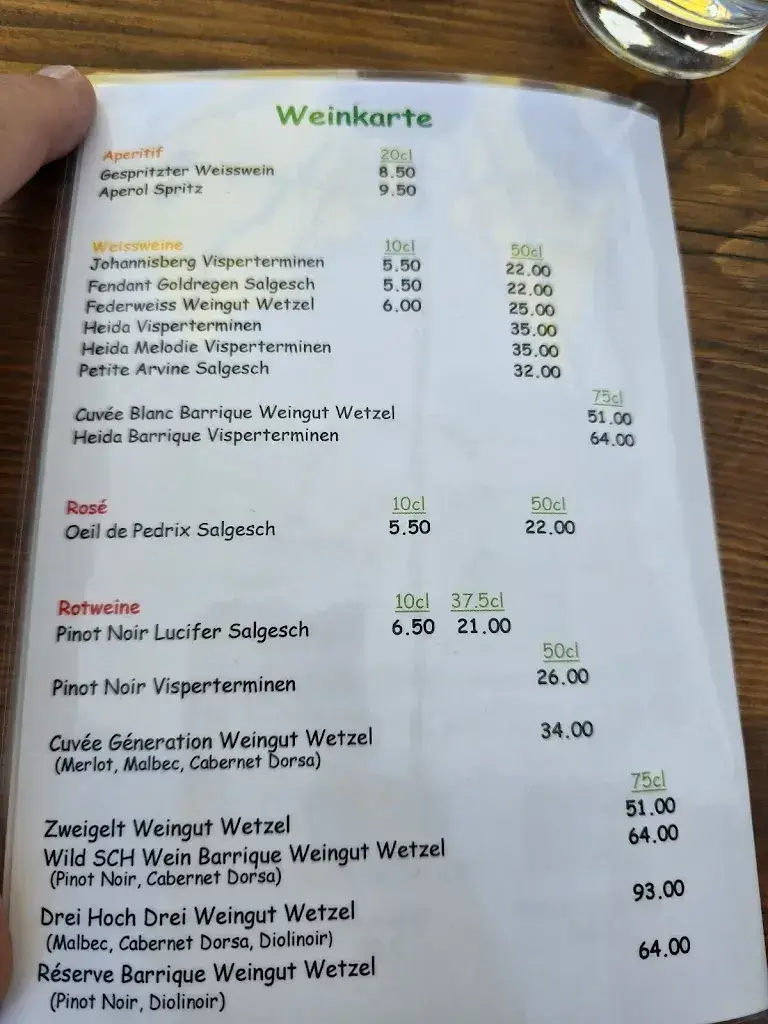 Weinkarte
Aperitif 20cl
Gespritzter Weisswein 8.50
Aperol Spritz 9.50
Weissweine 10cl 50cl
Johannisberg Visperterminen 5.50 22.00
Fendant Goldregen Salgesch 5.50 22.00
Federweiss Weingut Wetzel 6.00 25.00
Heida Visperterminen 35.00
Heida Melodie Visperterminen 35.00
Petite Arvine Salgesch 32.00
75cl
Cuvée Blanc Barrique Weingut Wetzel 51.00
Heida Barrique Visperterminen 64.00
Rosé 10cl 50cl
Oeil de Pedrix Salgesch 5.50 22.00
Rotweine 10cl 37.5cl
Pinot Noir Lucifer Salgesch 6.50 21.00
50cl
Pinot Noir Visperterminen 26.00
Cuvée Géneration Weingut Wetzel 34.00
(Merlot, Malbec, Cabernet Dorsa)
75cl
Zweigelt Weingut Wetzel 51.00
Wild SCH Wein Barrique Weingut Wetzel 64.00
(Pinot Noir, Cabernet Dorsa)
Drei Hoch Drei Weingut Wetzel 93.00
(Malbec, Cabernet Dorsa, Diolinoir)
Réserve Barrique Weingut Wetzel 64.00
(Pinot Noir, Diolinoir)